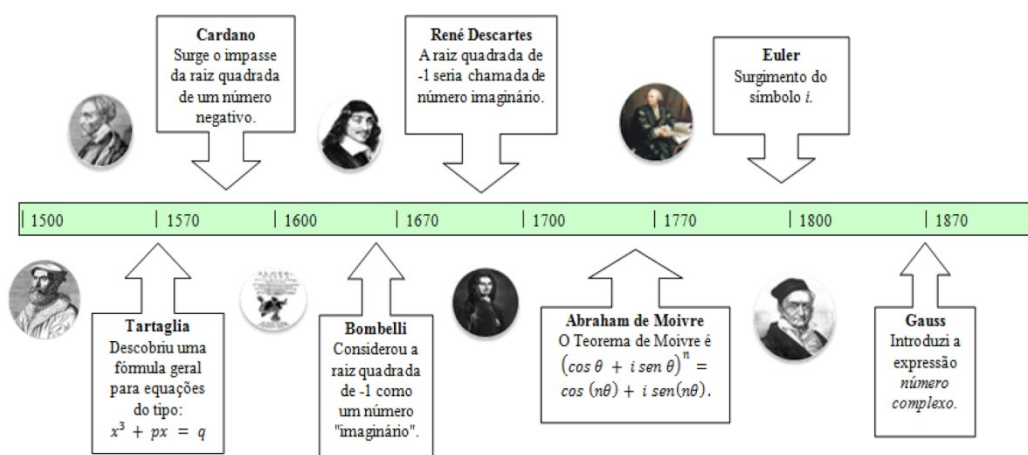 Cardano
Surge o impasse
da raiz quadrada
de um número
negativo.
René Descartes
A raiz quadrada de
-1 seria chamada de
número imaginário.
Euler
Surgimento do
símbolo i.
| 1500 | 1570 | 1600 | 1670 | 1700 | 1770 | 1800 | 1870
Tartaglia
Descobriu uma
fórmula geral
para equações
do tipo:
x³ + px = q
Bombelli
Considerou a
raiz quadrada
de -1 como
um número
"imaginário".
Abraham de Moivre
O Teorema de Moivre é
(cos θ + i sen θ)ⁿ =
cos (nθ) + i sen(nθ).
Gauss
Introduzi a
expressão
número
complexo.